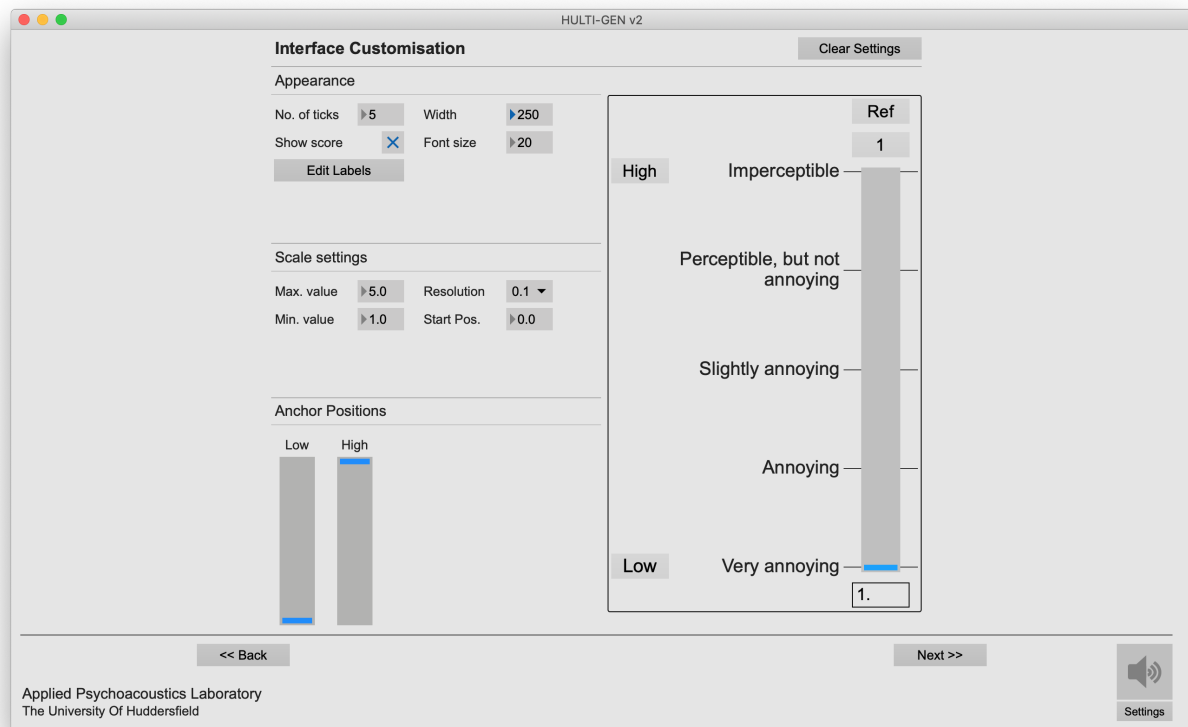 HULTI-GEN v2
Interface Customisation
Clear Settings
Appearance
No. of ticks 5 Width 250
Show score Font size 20
Edit Labels
Scale settings
Max. value 5.0 Resolution 0.1
Min. value 1.0 Start Pos. 0.0
Anchor Positions
Low High
Ref
1
High Imperceptible
Perceptible, but not
annoying
Slightly annoying
Annoying
Low Very annoying
1.
<< Back
Next >>
Applied Psychoacoustics Laboratory
The University Of Huddersfield
Settings